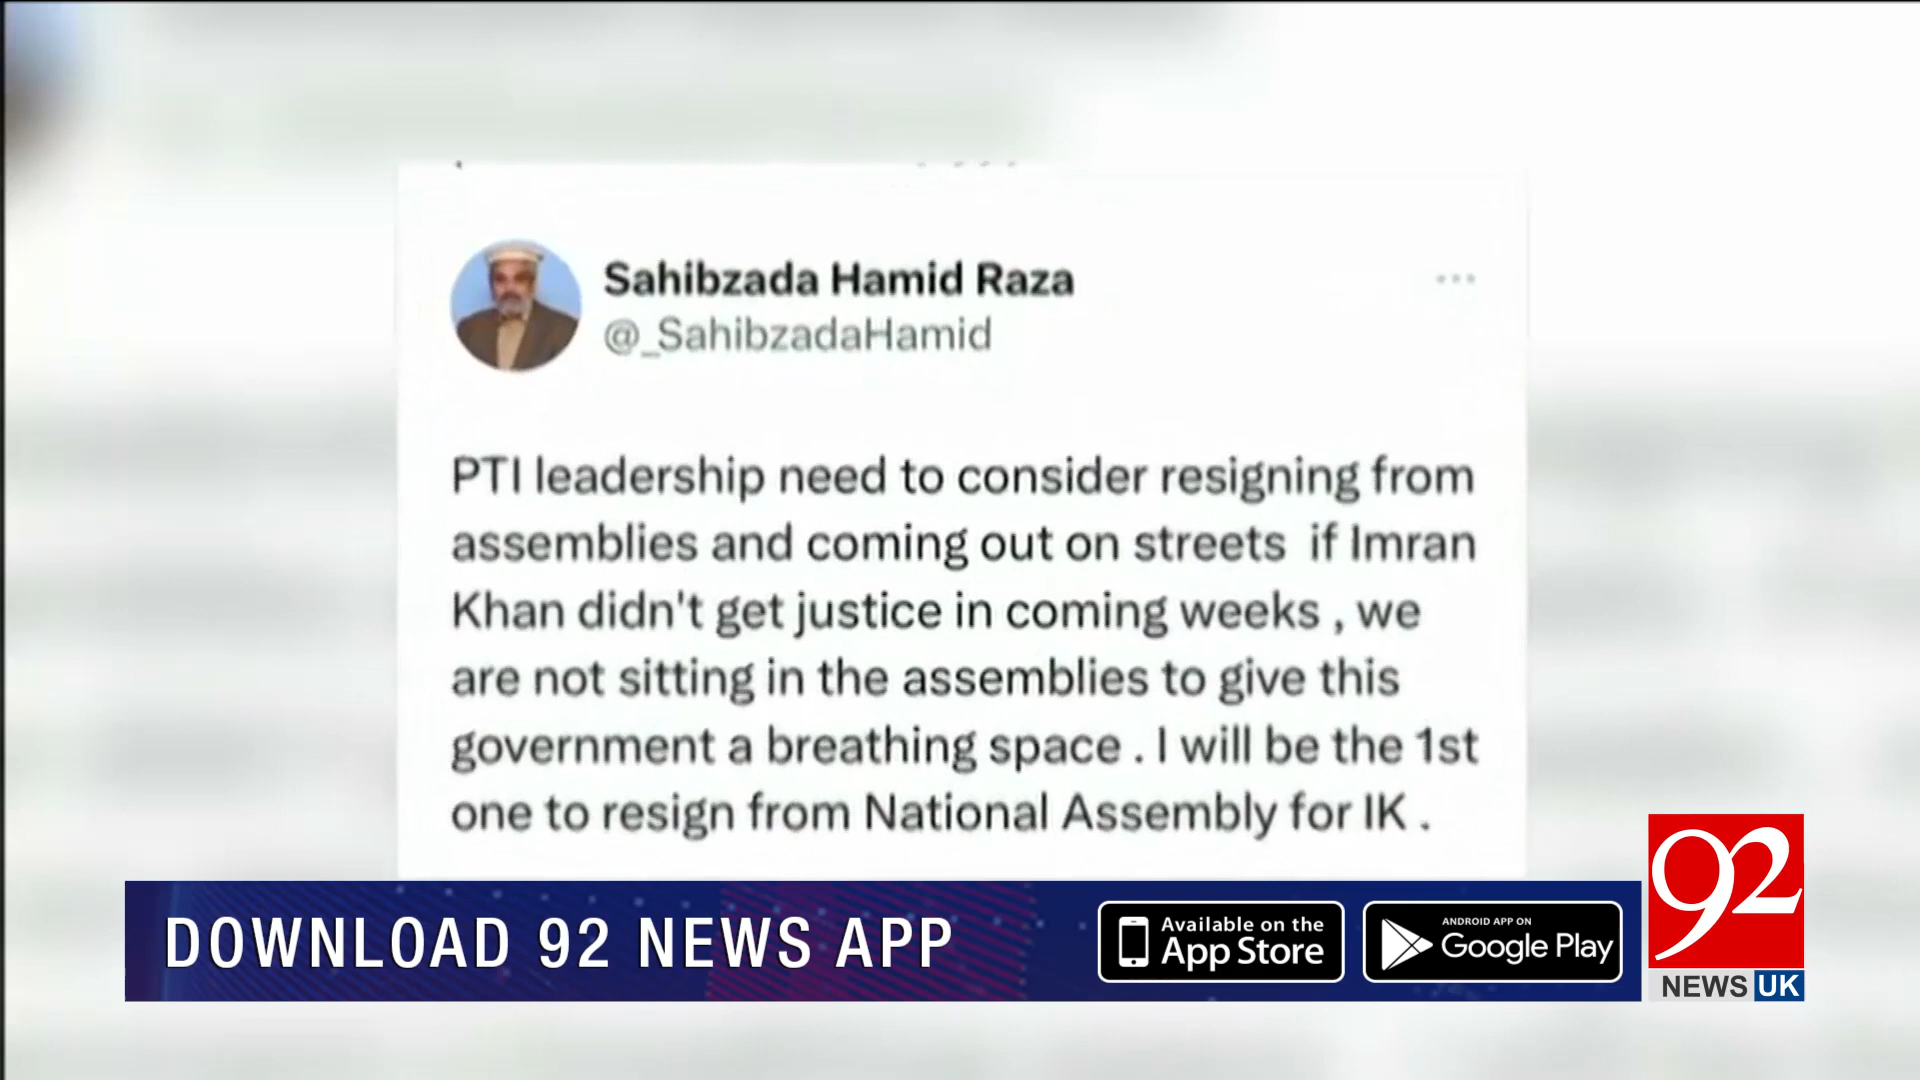 Sahibzada Hamid Raza
@_SahibzadaHamid
PTI leadership need to consider resigning from
assemblies and coming out on streets if Imran
Khan didn't get justice in coming weeks , we
are not sitting in the assemblies to give this
government a breathing space . I will be the 1st
one to resign from National Assembly for IK .
DOWNLOAD 92 NEWS APP
Available on the
App Store
ANDROID APP ON
Google Play
92
NEWS UK